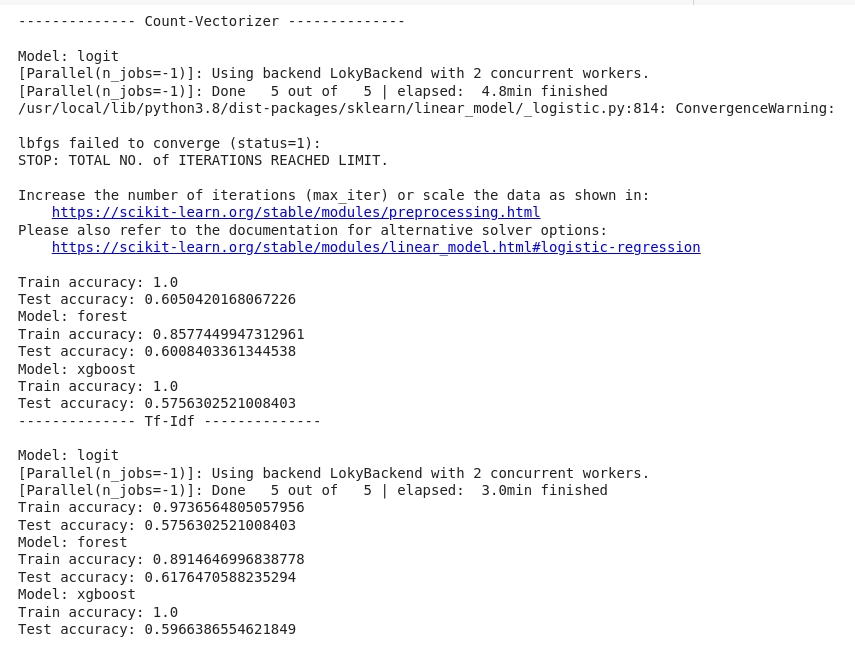 -------------- Count-Vectorizer --------------
Model: logit
[Parallel(n_jobs=-1)]: Using backend LokyBackend with 2 concurrent workers.
[Parallel(n_jobs=-1)]: Done   5 out of   5 | elapsed:  4.8min finished
/usr/local/lib/python3.8/dist-packages/sklearn/linear_model/_logistic.py:814: ConvergenceWarning:
lbfgs failed to converge (status=1):
STOP: TOTAL NO. of ITERATIONS REACHED LIMIT.
Increase the number of iterations (max_iter) or scale the data as shown in:
    https://scikit-learn.org/stable/modules/preprocessing.html
Please also refer to the documentation for alternative solver options:
    https://scikit-learn.org/stable/modules/linear_model.html#logistic-regression
Train accuracy: 1.0
Test accuracy: 0.6050420168067226
Model: forest
Train accuracy: 0.8577449947312961
Test accuracy: 0.6008403361344538
Model: xgboost
Train accuracy: 1.0
Test accuracy: 0.5756302521008403
-------------- Tf-Idf --------------
Model: logit
[Parallel(n_jobs=-1)]: Using backend LokyBackend with 2 concurrent workers.
[Parallel(n_jobs=-1)]: Done   5 out of   5 | elapsed:  3.0min finished
Train accuracy: 0.9736564805057956
Test accuracy: 0.5756302521008403
Model: forest
Train accuracy: 0.8914646996838778
Test accuracy: 0.6176470588235294
Model: xgboost
Train accuracy: 1.0
Test accuracy: 0.5966386554621849